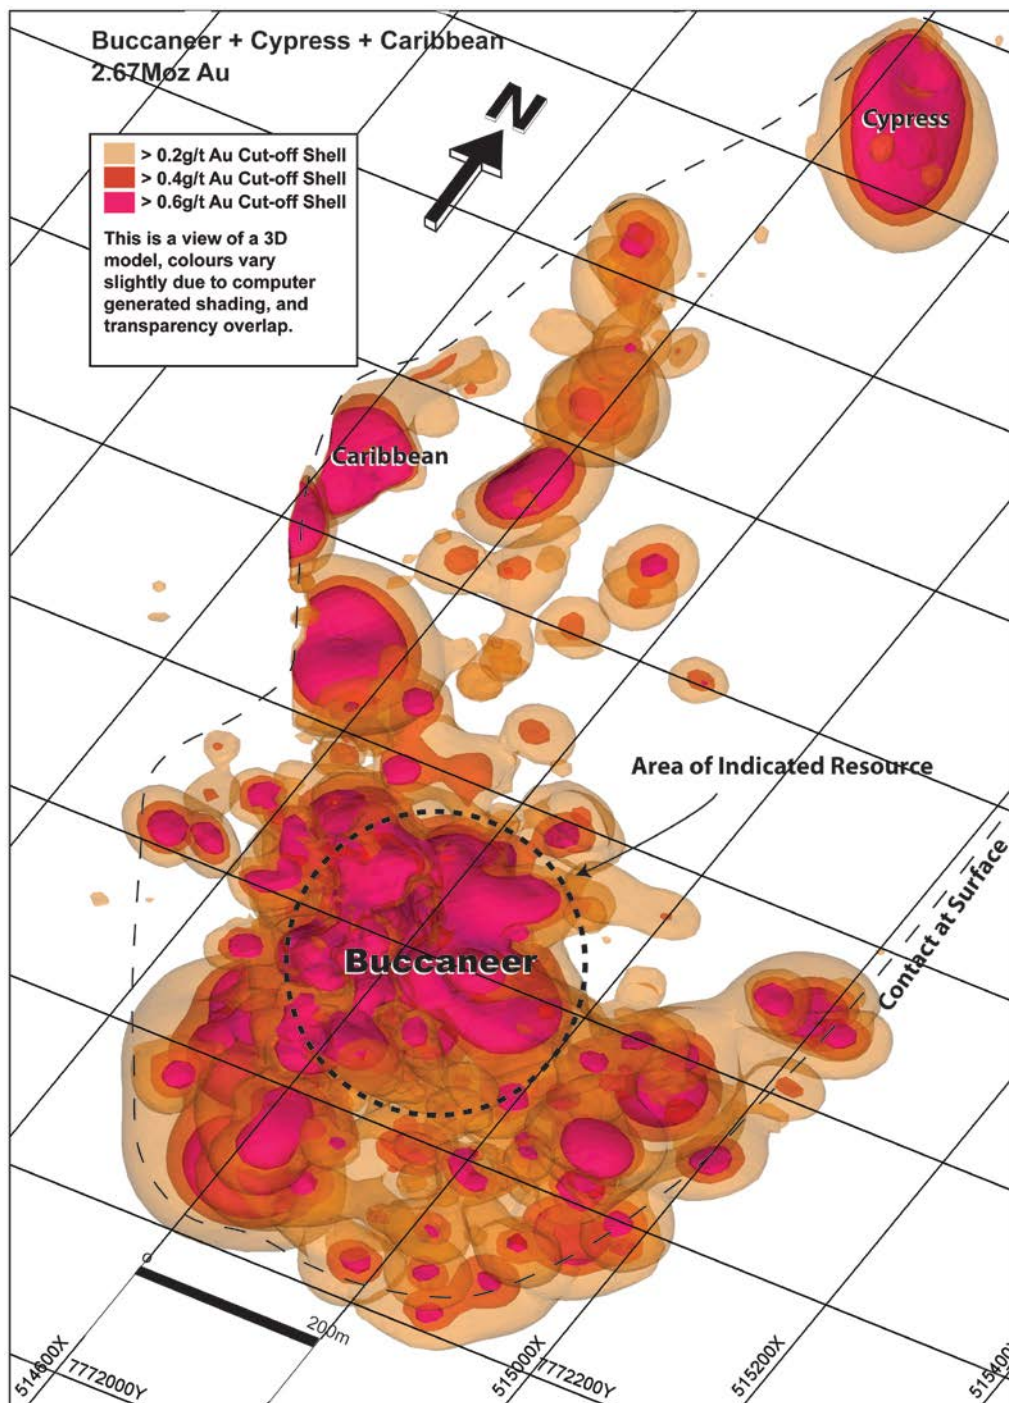 Buccaneer + Cypress + Caribbean
2.67Moz Au
N
> 0.2g/t Au Cut-off Shell
> 0.4g/t Au Cut-off Shell
> 0.6g/t Au Cut-off Shell
This is a view of a 3D
model, colours vary
slightly due to computer
generated shading, and
transparency overlap.
Cypress
Caribbean
Area of Indicated Resource
Buccaneer
Contact at Surface
0
200m
514600X
7772000Y
515000X
7772200Y
515200X
515400